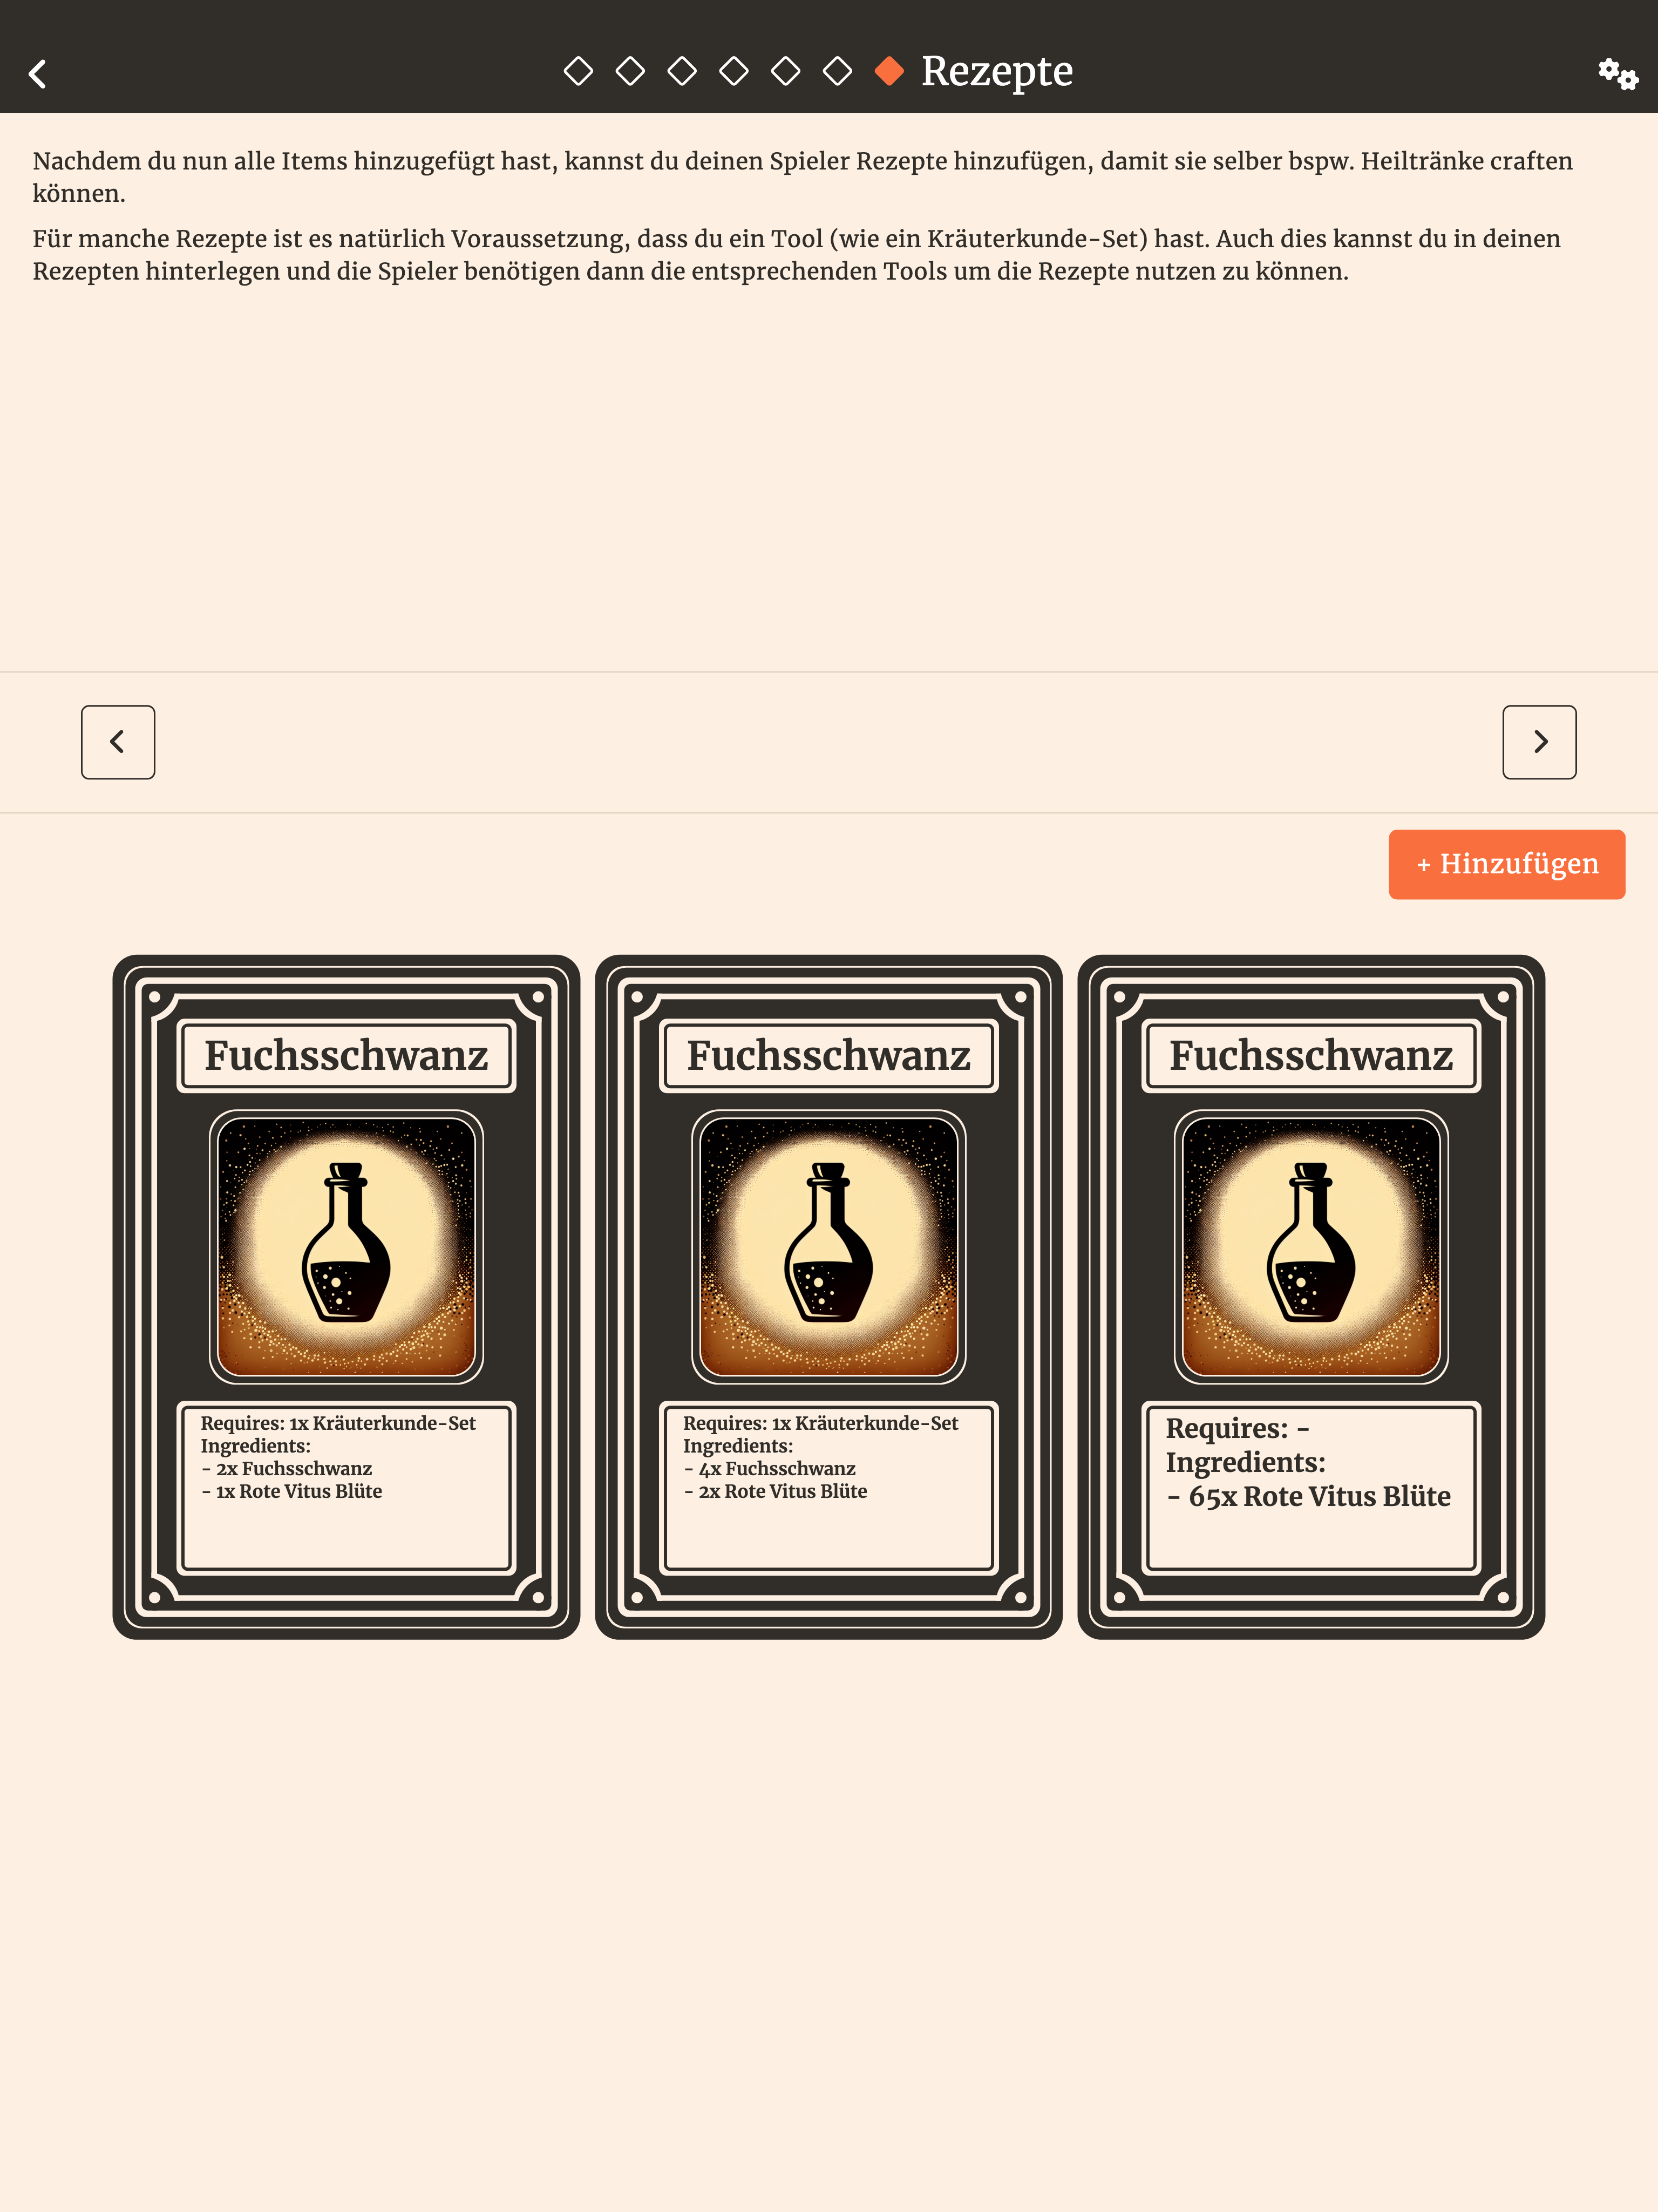 Rezepte
Nachdem du nun alle Items hinzugefügt hast, kannst du deinen Spieler Rezepte hinzufügen, damit sie selber bspw. Heiltränke craften
können.
Für manche Rezepte ist es natürlich Voraussetzung, dass du ein Tool (wie ein Kräuterkunde-Set) hast. Auch dies kannst du in deinen
Rezepten hinterlegen und die Spieler benötigen dann die entsprechenden Tools um die Rezepte nutzen zu können.
+ Hinzufügen
Fuchsschwanz
Requires: 1x Kräuterkunde-Set
Ingredients:
- 2x Fuchsschwanz
- 1x Rote Vitus Blüte
Fuchsschwanz
Requires: 1x Kräuterkunde-Set
Ingredients:
- 4x Fuchsschwanz
- 2x Rote Vitus Blüte
Fuchsschwanz
Requires: -
Ingredients:
- 65x Rote Vitus Blüte